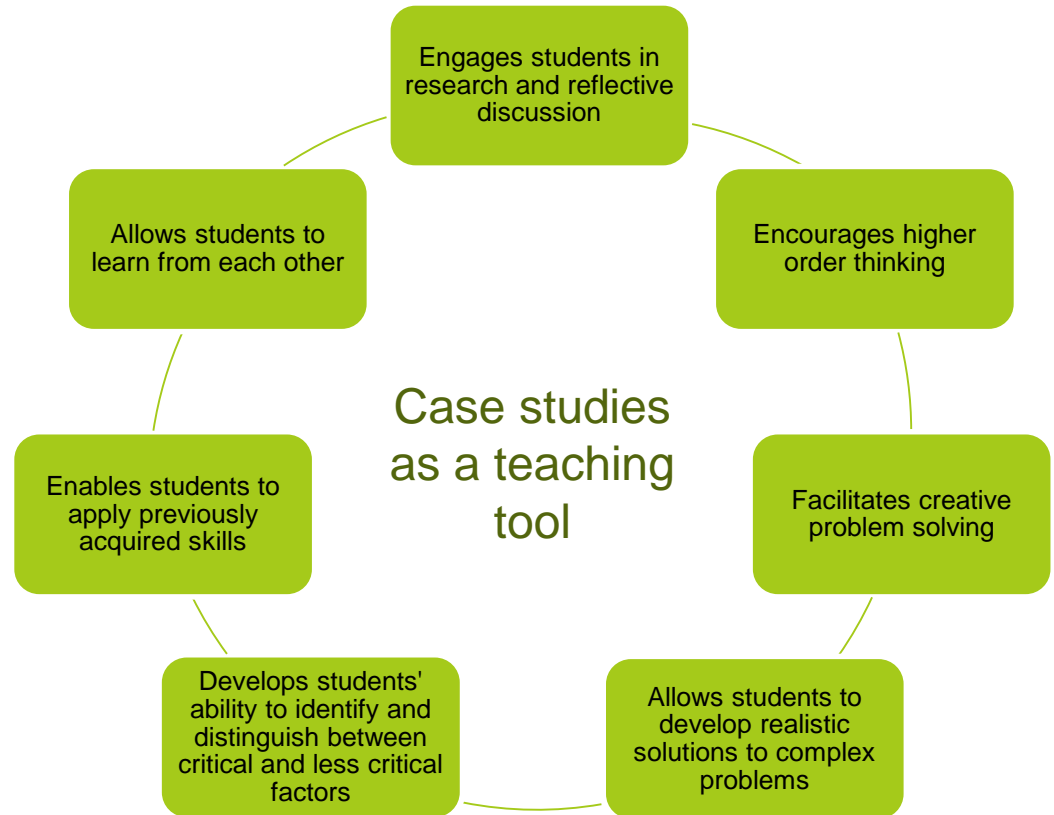 Engages students in
research and reflective
discussion
Encourages higher
order thinking
Facilitates creative
problem solving
Allows students to
develop realistic
solutions to complex
problems
Develops students'
ability to identify and
distinguish between
critical and less critical
factors
Enables students to
apply previously
acquired skills
Allows students to
learn from each other
Case studies
as a teaching
tool